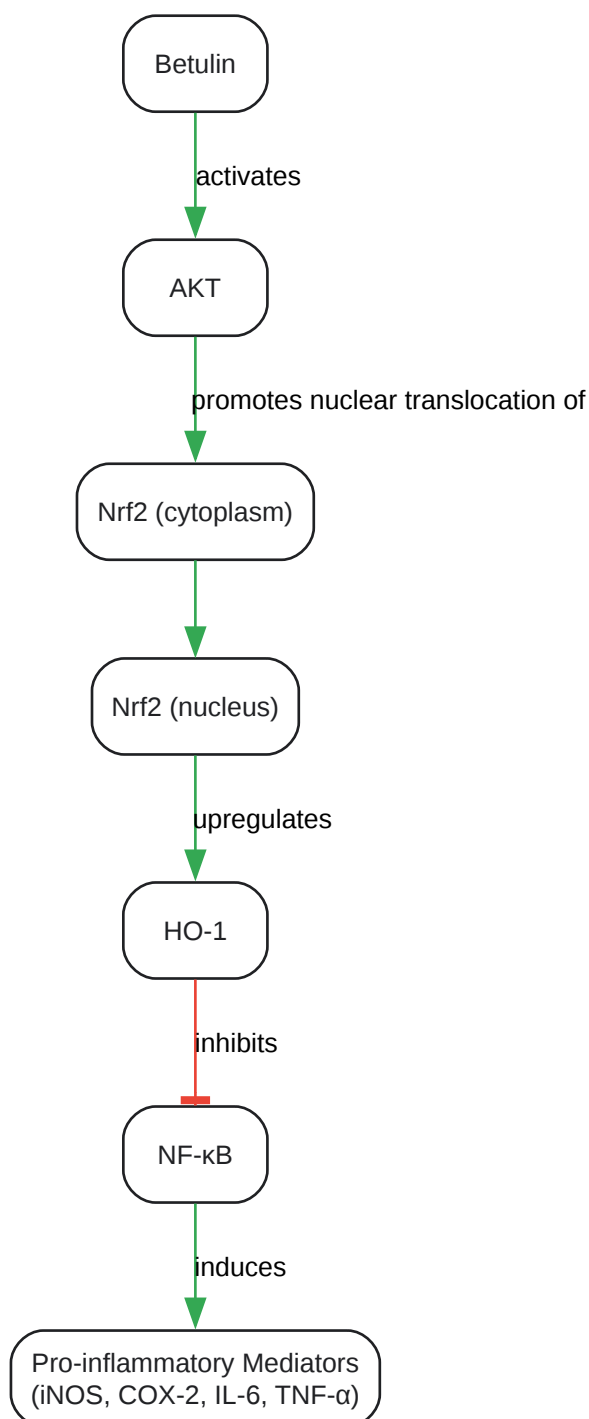 Betulin
activates
AKT
promotes nuclear translocation of
Nrf2 (cytoplasm)
Nrf2 (nucleus)
upregulates
HO-1
inhibits
NF-κB
induces
Pro-inflammatory Mediators
(iNOS, COX-2, IL-6, TNF-α)